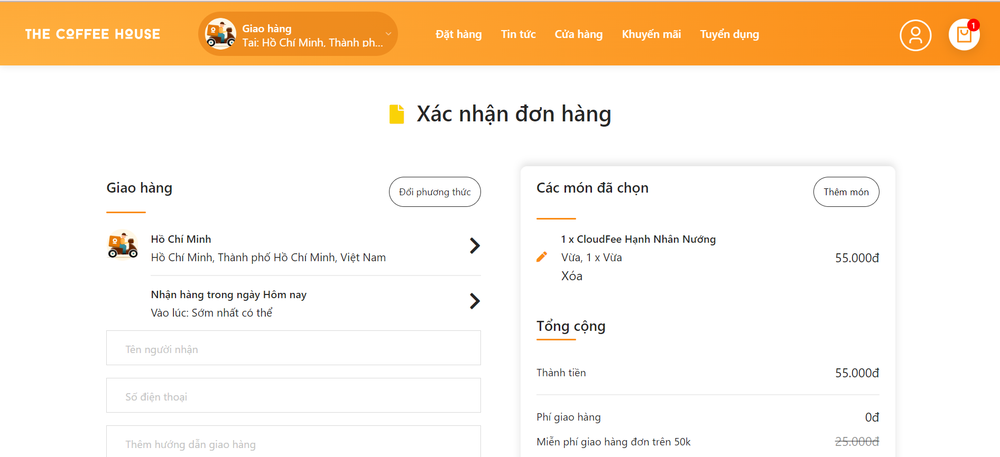 THE COFFEE HOUSE
Giao hàng
Tại: Hồ Chí Minh, Thành ph...
Đặt hàng
Tin tức
Cửa hàng
Khuyến mãi
Tuyển dụng
1
Xác nhận đơn hàng
Giao hàng
Đổi phương thức
Hồ Chí Minh
Hồ Chí Minh, Thành phố Hồ Chí Minh, Việt Nam
Nhận hàng trong ngày Hôm nay
Vào lúc: Sớm nhất có thể
Tên người nhận
Số điện thoại
Thêm hướng dẫn giao hàng
Các món đã chọn
Thêm món
1 x CloudFee Hạnh Nhân Nướng
Vừa, 1 x Vừa
55.000đ
Xóa
Tổng cộng
Thành tiền
55.000đ
Phí giao hàng
0đ
Miễn phí giao hàng đơn trên 50k
25.000đ